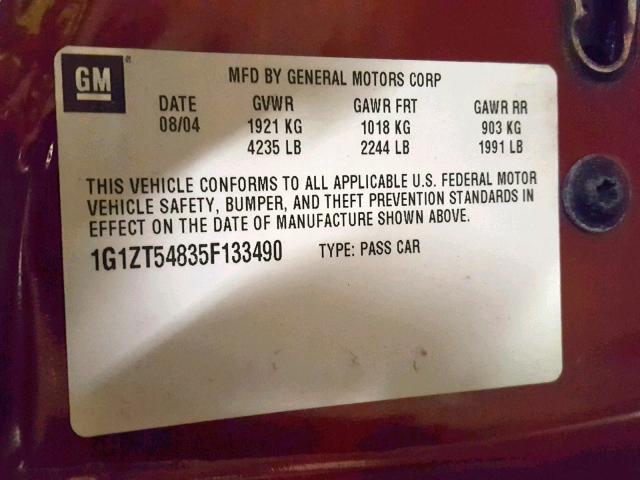 GM
MFD BY GENERAL MOTORS CORP
DATE GVWR GAWR FRT GAWR RR
08/04 1921 KG 1018 KG 903 KG
4235 LB 2244 LB 1991 LB
THIS VEHICLE CONFORMS TO ALL APPLICABLE U.S. FEDERAL MOTOR
VEHICLE SAFETY, BUMPER, AND THEFT PREVENTION STANDARDS IN
EFFECT ON THE DATE OF MANUFACTURE SHOWN ABOVE.
1G1ZT54835F133490 TYPE: PASS CAR